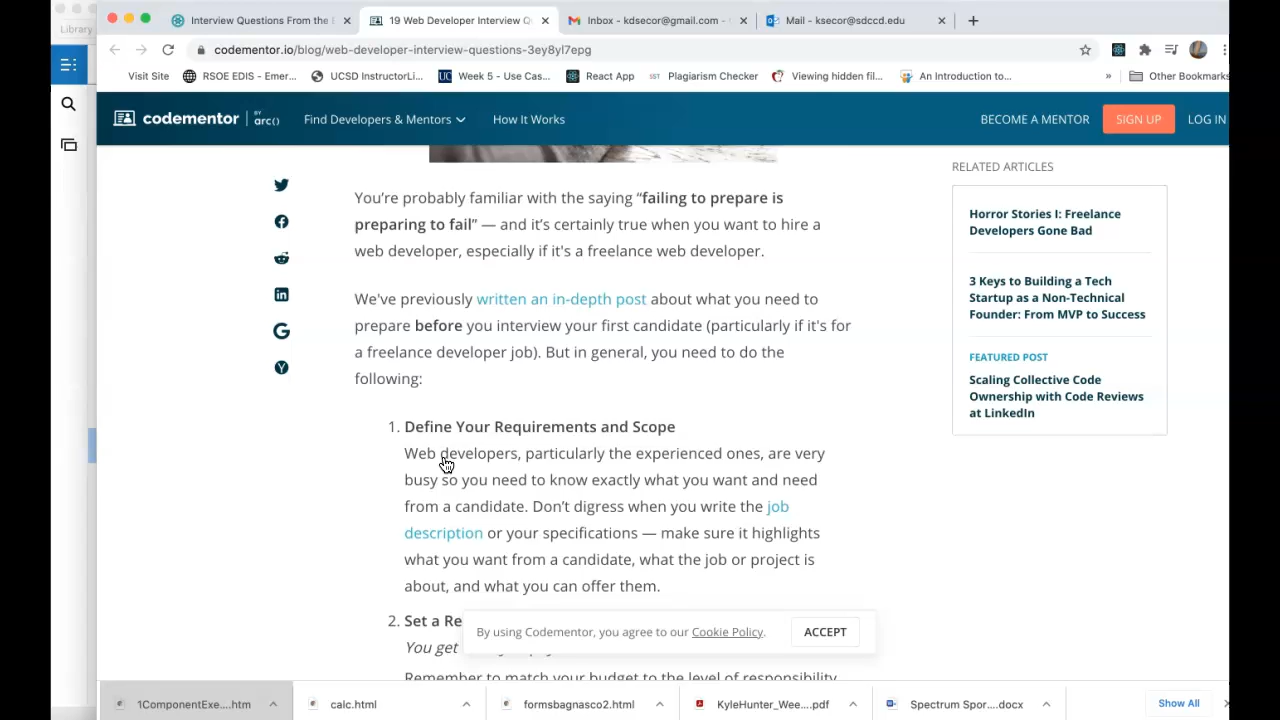 Library
Interview Questions From the
19 Web Developer Interview Q
Inbox - kdsecor@gmail.com -
Mail - ksecor@sdccd.edu
codementor.io/blog/web-developer-interview-questions-3ey8yl7epg
Visit Site
RSOE EDIS - Emer...
UCSD InstructorLi...
UC Week 5 - Use Cas...
React App
Plagiarism Checker
Viewing hidden fil...
An Introduction to...
»
Other Bookmarks
codementor
BY arc()
Find Developers & Mentors
How It Works
BECOME A MENTOR
SIGN UP
LOG IN
You’re probably familiar with the saying “failing to prepare is
preparing to fail” — and it’s certainly true when you want to hire a
web developer, especially if it's a freelance web developer.
We've previously written an in-depth post about what you need to
prepare before you interview your first candidate (particularly if it's for
a freelance developer job). But in general, you need to do the
following:
1. Define Your Requirements and Scope
Web developers, particularly the experienced ones, are very
busy so you need to know exactly what you want and need
from a candidate. Don’t digress when you write the job
description or your specifications — make sure it highlights
what you want from a candidate, what the job or project is
about, and what you can offer them.
2. Set a Re
You get
Remember to match your budget to the level of responsibility
RELATED ARTICLES
Horror Stories I: Freelance
Developers Gone Bad
3 Keys to Building a Tech
Startup as a Non-Technical
Founder: From MVP to Success
FEATURED POST
Scaling Collective Code
Ownership with Code Reviews
at LinkedIn
By using Codementor, you agree to our Cookie Policy.
ACCEPT
1ComponentExe....htm
calc.html
formsbagnasco2.html
KyleHunter_Wee....pdf
Spectrum Spor....docx
Show All